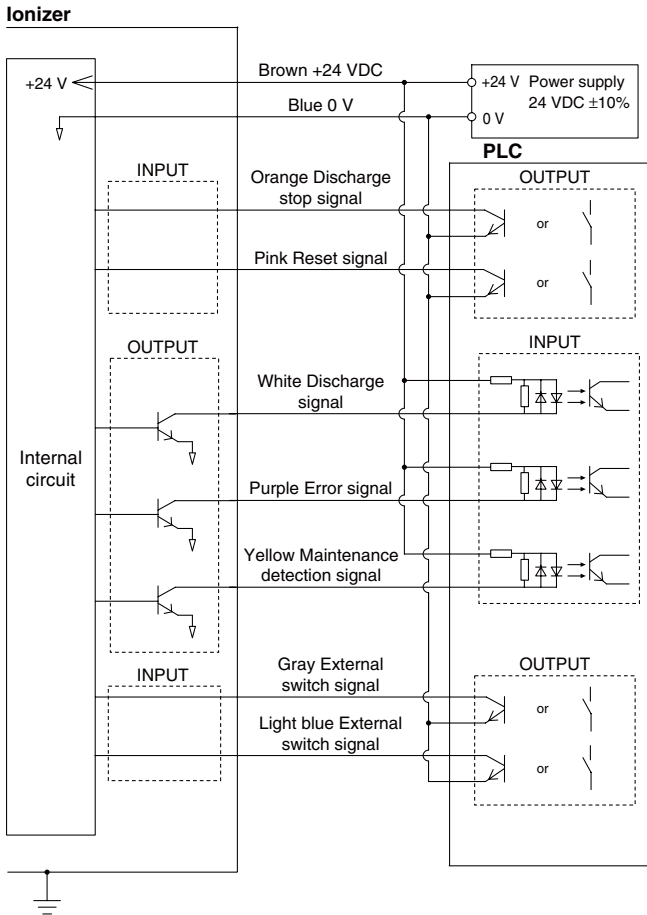 Ionizer
+24 V
Brown +24 VDC
Blue 0 V
+24 V Power supply
24 VDC ±10%
0 V
PLC
INPUT
Orange Discharge
stop signal
OUTPUT
or
Pink Reset signal
or
OUTPUT
INPUT
White Discharge
signal
Internal
circuit
Purple Error signal
Yellow Maintenance
detection signal
INPUT
Gray External
switch signal
OUTPUT
or
Light blue External
switch signal
or